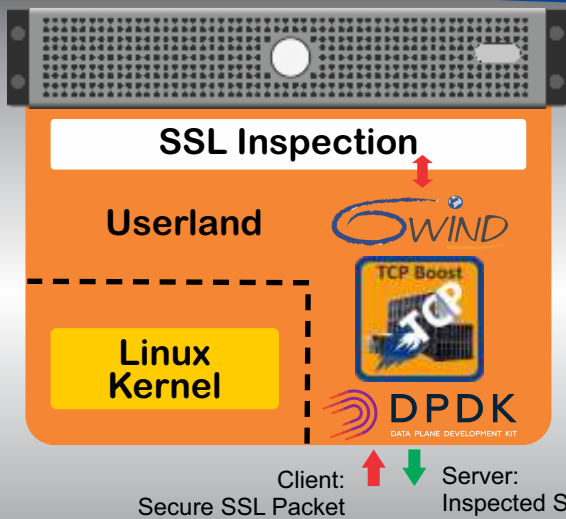 SSL Inspection
Userland
6WIND
TCP Boost
TCP
Linux
Kernel
DPDK
DATA PLANE DEVELOPMENT KIT
Client:
Secure SSL Packet
Server:
Inspected S